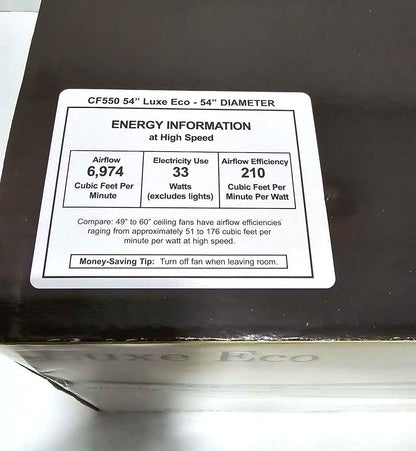 CF550 54” Luxe Eco - 54” DIAMETER
ENERGY INFORMATION
at High Speed
Airflow
6,974
Cubic Feet Per
Minute
Electricity Use
33
Watts
(excludes lights)
Airflow Efficiency
210
Cubic Feet Per
Minute Per Watt
Compare: 49" to 60" ceiling fans have airflow efficiencies
raging from approximately 51 to 176 cubic feet per
minute per watt at high speed.
Money-Saving Tip: Turn off fan when leaving room.
Luxe Eco